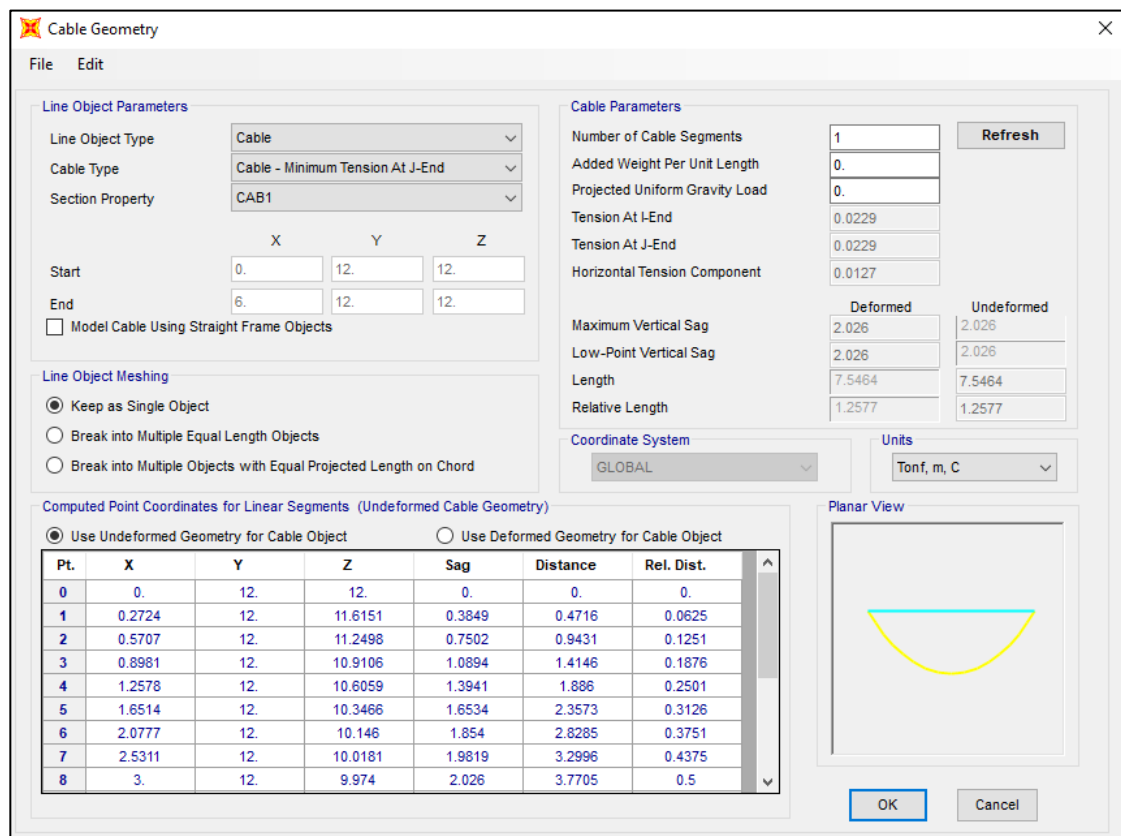 Cable Geometry
File Edit
Line Object Parameters
Line Object Type Cable
Cable Type Cable - Minimum Tension At J-End
Section Property CAB1
X Y Z
Start 0. 12. 12.
End 6. 12. 12.
Model Cable Using Straight Frame Objects
Line Object Meshing
Keep as Single Object
Break into Multiple Equal Length Objects
Break into Multiple Objects with Equal Projected Length on Chord
Cable Parameters
Number of Cable Segments 1 Refresh
Added Weight Per Unit Length 0.
Projected Uniform Gravity Load 0.
Tension At I-End 0.0229
Tension At J-End 0.0229
Horizontal Tension Component 0.0127
Deformed Undeformed
Maximum Vertical Sag 2.026 2.026
Low-Point Vertical Sag 2.026 2.026
Length 7.5464 7.5464
Relative Length 1.2577 1.2577
Coordinate System
GLOBAL
Units
Tonf, m, C
Computed Point Coordinates for Linear Segments (Undeformed Cable Geometry)
Use Undeformed Geometry for Cable Object Use Deformed Geometry for Cable Object
Pt. X Y Z Sag Distance Rel. Dist.
0 0. 12. 12. 0. 0. 0.
1 0.2724 12. 11.6151 0.3849 0.4716 0.0625
2 0.5707 12. 11.2498 0.7502 0.9431 0.1251
3 0.8981 12. 10.9106 1.0894 1.4146 0.1876
4 1.2578 12. 10.6059 1.3941 1.886 0.2501
5 1.6514 12. 10.3466 1.6534 2.3573 0.3126
6 2.0777 12. 10.146 1.854 2.8285 0.3751
7 2.5311 12. 10.0181 1.9819 3.2996 0.4375
8 3. 12. 9.974 2.026 3.7705 0.5
Planar View
OK Cancel